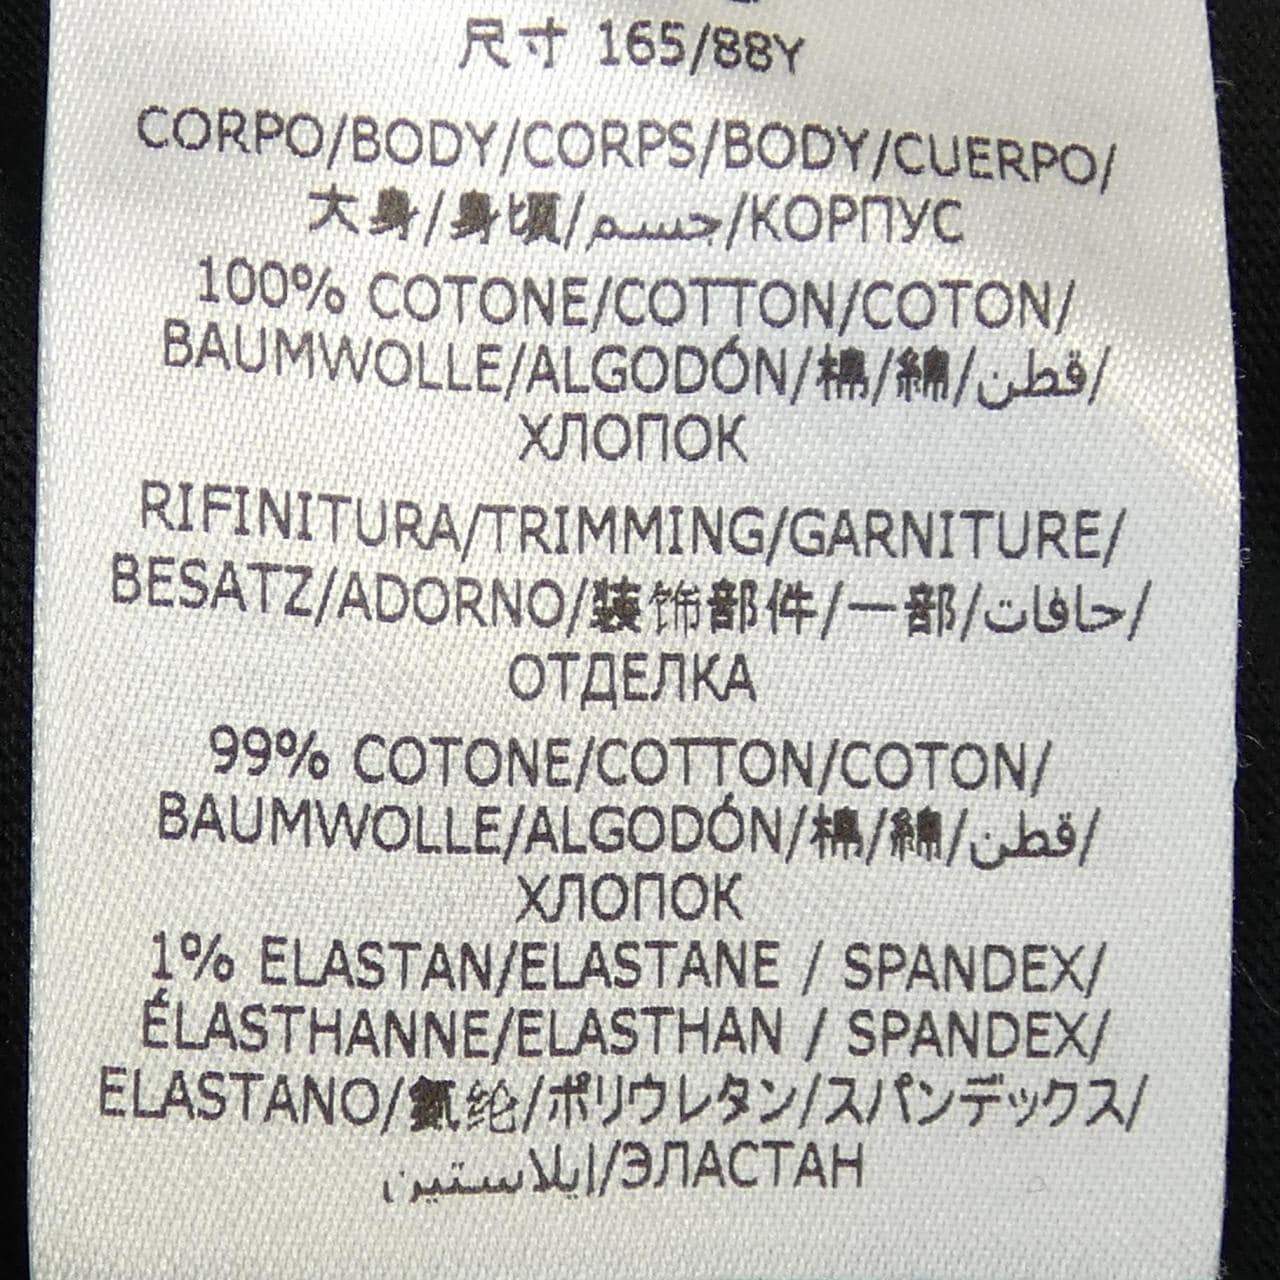 尺寸 165/88Y
CORPO/BODY/CORPS/BODY/CUERPO/
大身/身頃/جسم/КОРПУС
100% COTONE/COTTON/COTON/
BAUMWOLLE/ALGODÓN/棉/綿/قطن/
ХЛОПОК
RIFINITURA/TRIMMING/GARNITURE/
BESATZ/ADORNO/装饰部件/一部/حافات/
ОТДЕЛКА
99% COTONE/COTTON/COTON/
BAUMWOLLE/ALGODÓN/棉/綿/قطن/
ХЛОПОК
1% ELASTAN/ELASTANE / SPANDEX/
ÉLASTHANNE/ELASTHAN / SPANDEX/
ELASTANO/氨纶/ポリウレタン/スパンデックス/
ايلاستين/ЭЛАСТАН